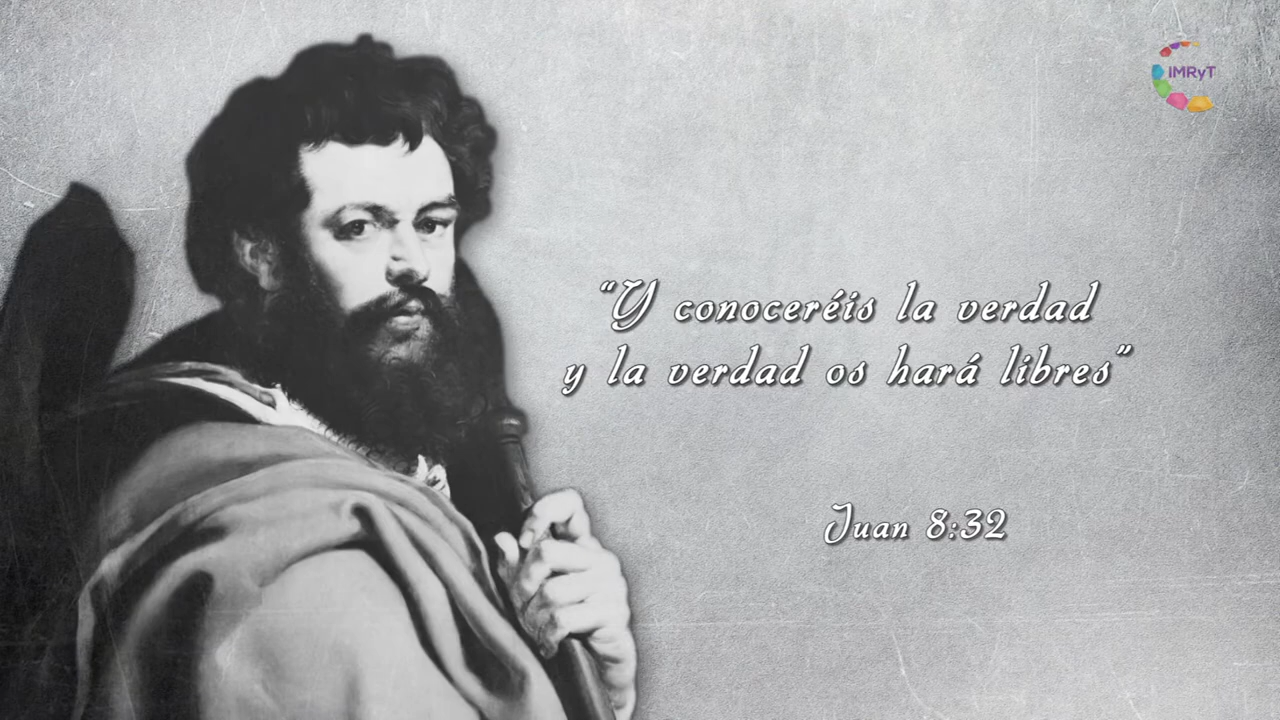 IMRyT
“Y conoceréis la verdad
y la verdad os hará libres”
Juan 8:32